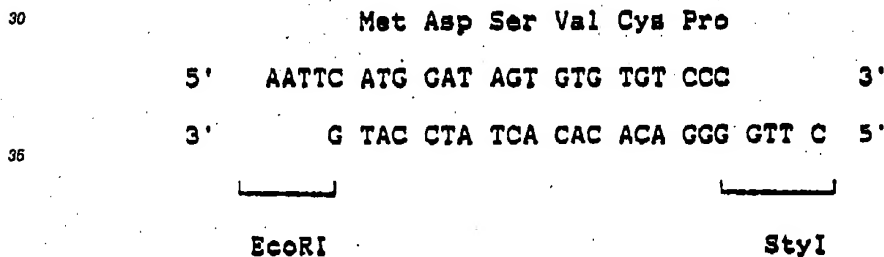 30 Met Asp Ser Val Cys Pro
5' AATTC ATG GAT AGT GTG TGT CCC 3'
3' G TAC CTA TCA CAC ACA GGG GTT C 5'
35
EcoRI StyI